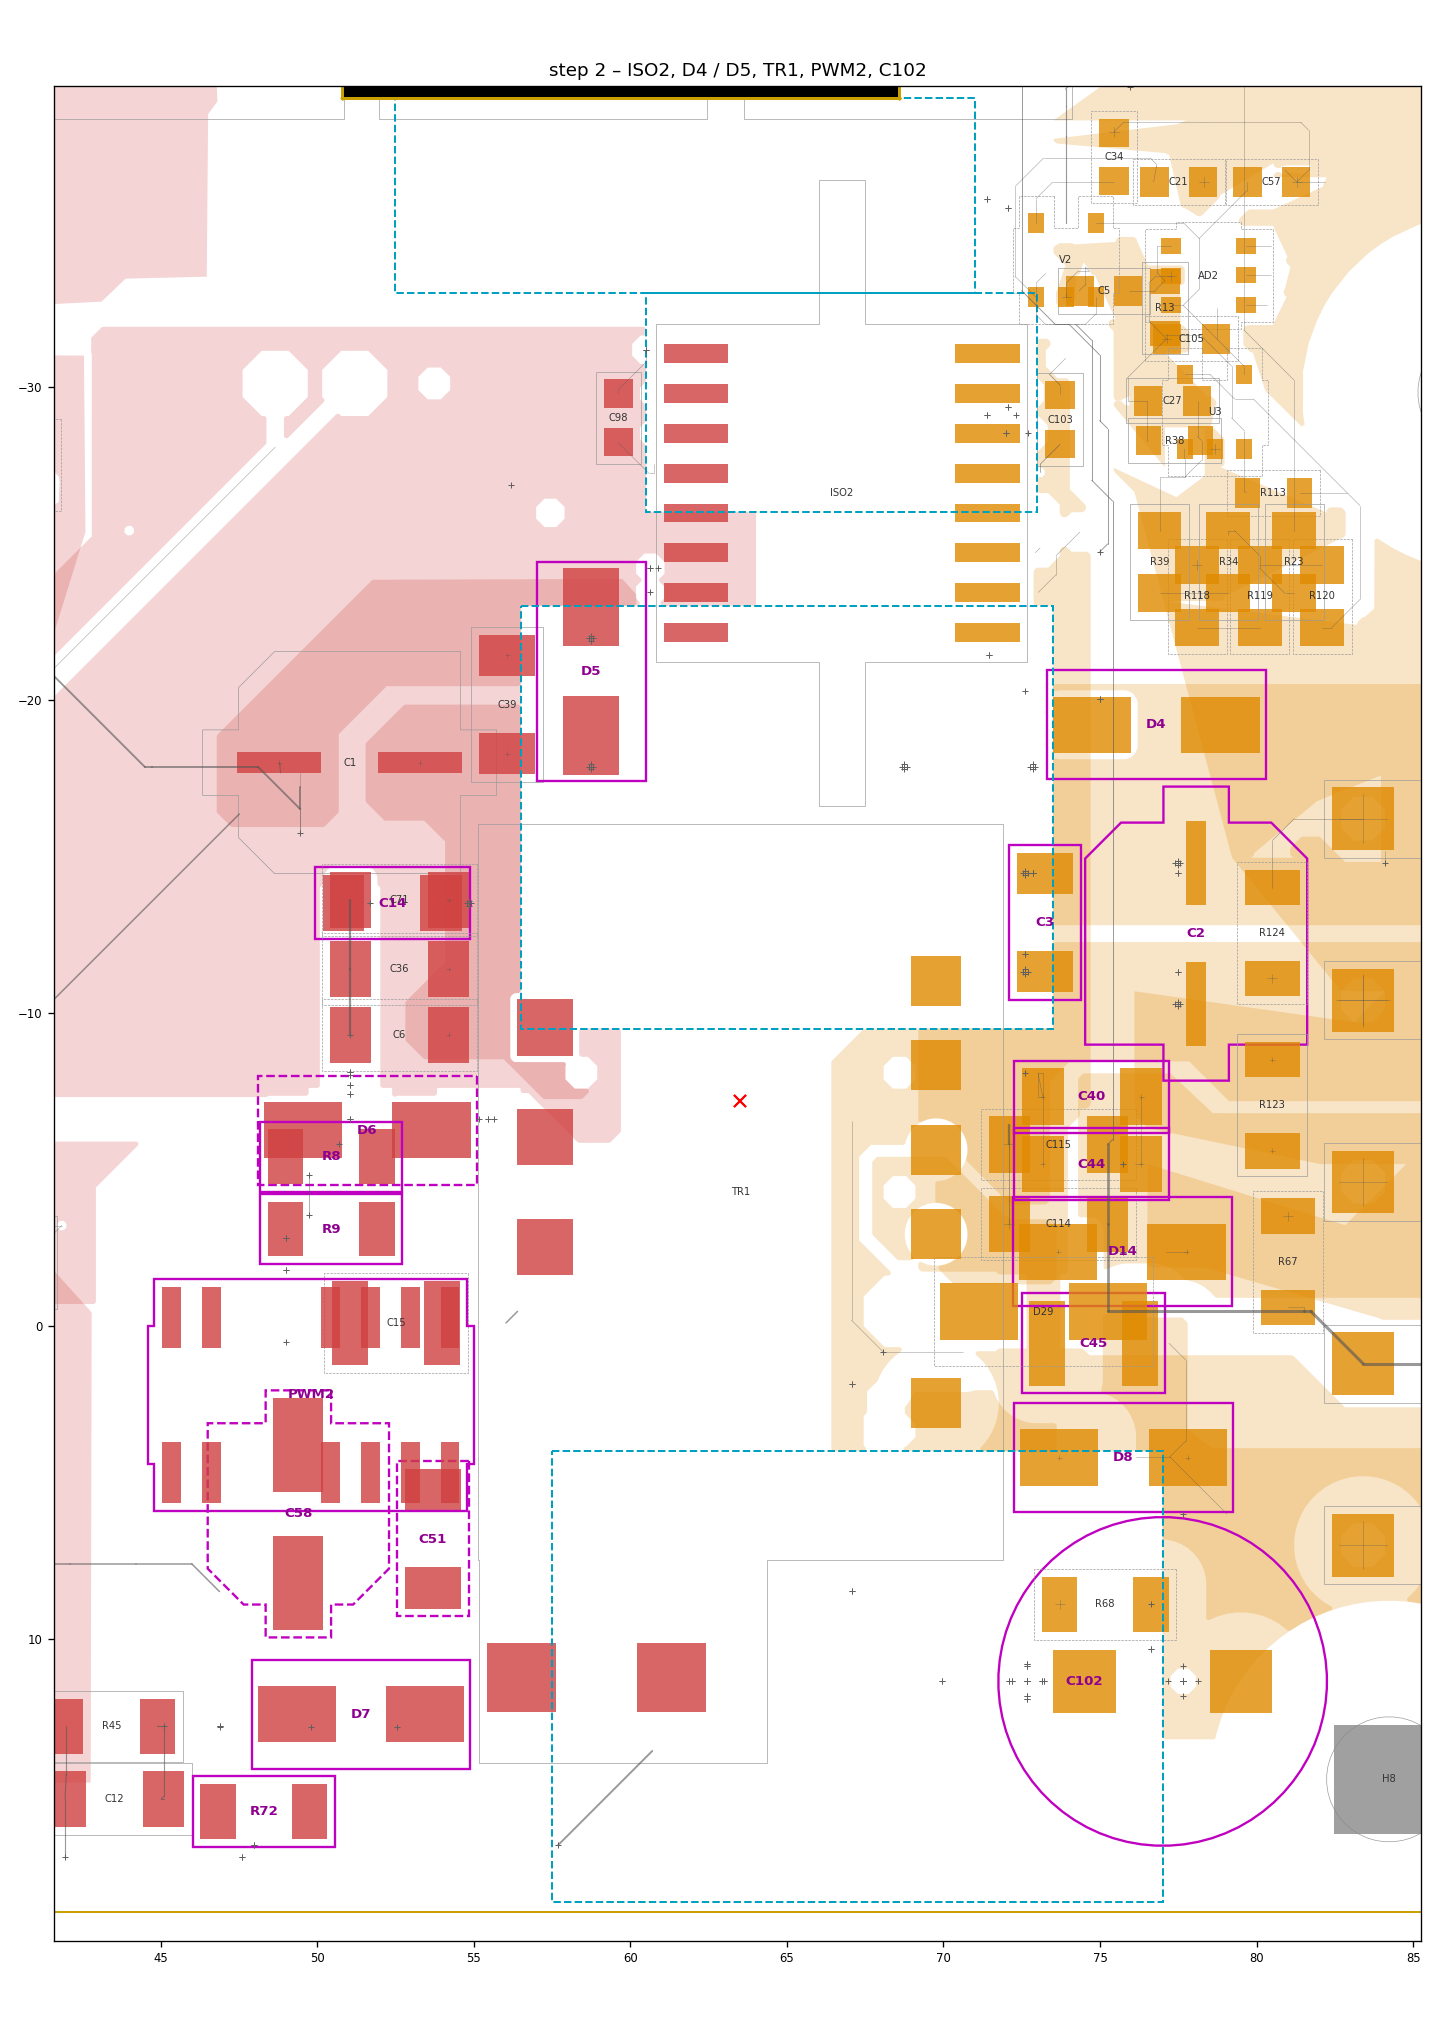 step 2 – ISO2, D4 / D5, TR1, PWM2, C102
C34
C21
C57
V2
AD2
C5
R13
C105
−30
C98
C103
C27
U3
R38
ISO2
R113
R39
R34
R23
R118
R119
R120
D5
−20
C39
D4
C1
C71
C14
C3
C2
R124
C36
−10
C6
C40
R123
D6
C115
R8
C44
TR1
R9
C114
D14
R67
D29
0
C15
C45
PWM2
D8
C58
C51
10
R68
C102
D7
R45
H8
C12
R72
45
50
55
60
65
70
75
80
85